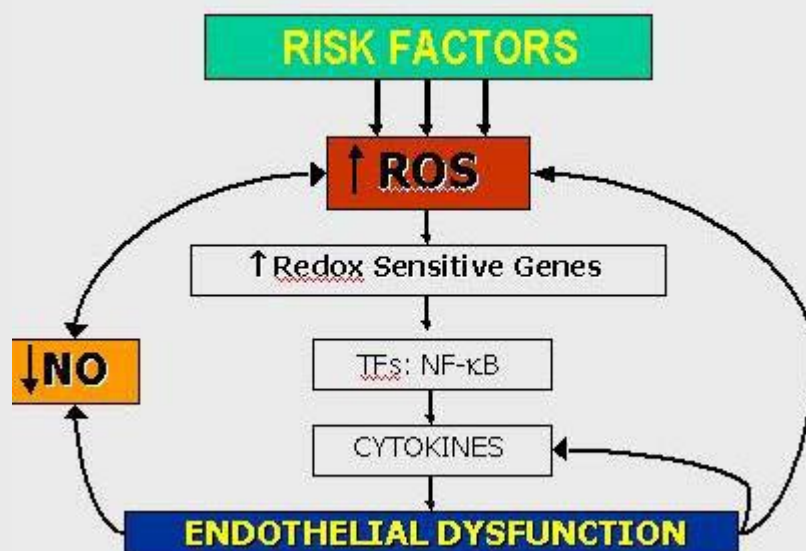 RISK FACTORS
↑ ROS
↑Redox Sensitive Genes
↓NO
TFs: NF-κB
CYTOKINES
ENDOTHELIAL DYSFUNCTION